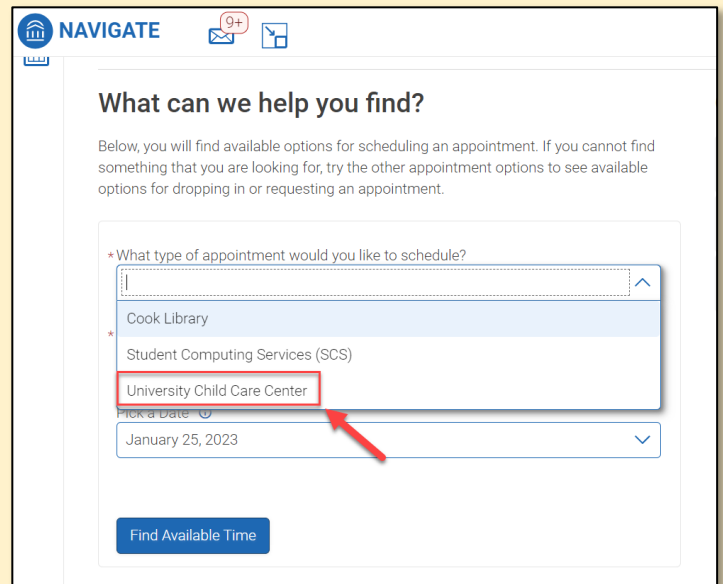 NAVIGATE
9+
What can we help you find?
Below, you will find available options for scheduling an appointment. If you cannot find
something that you are looking for, try the other appointment options to see available
options for dropping in or requesting an appointment.
*What type of appointment would you like to schedule?
Cook Library
*
Student Computing Services (SCS)
University Child Care Center
Pick a Date
January 25, 2023
Find Available Time